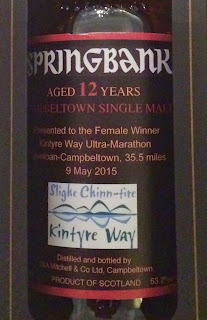 SPRINGBANK
AGED 12 YEARS
CAMPBELTOWN SINGLE MALT
Presented to the Female Winner
Kintyre Way Ultra-Marathon
-Campbeltown, 35.5 miles
9 May 2015
Slighe Chinn-tìre
Kintyre Way
Distilled and bottled by
J&A Mitchell & Co Ltd, Campbeltown
PRODUCT OF SCOTLAND 53.